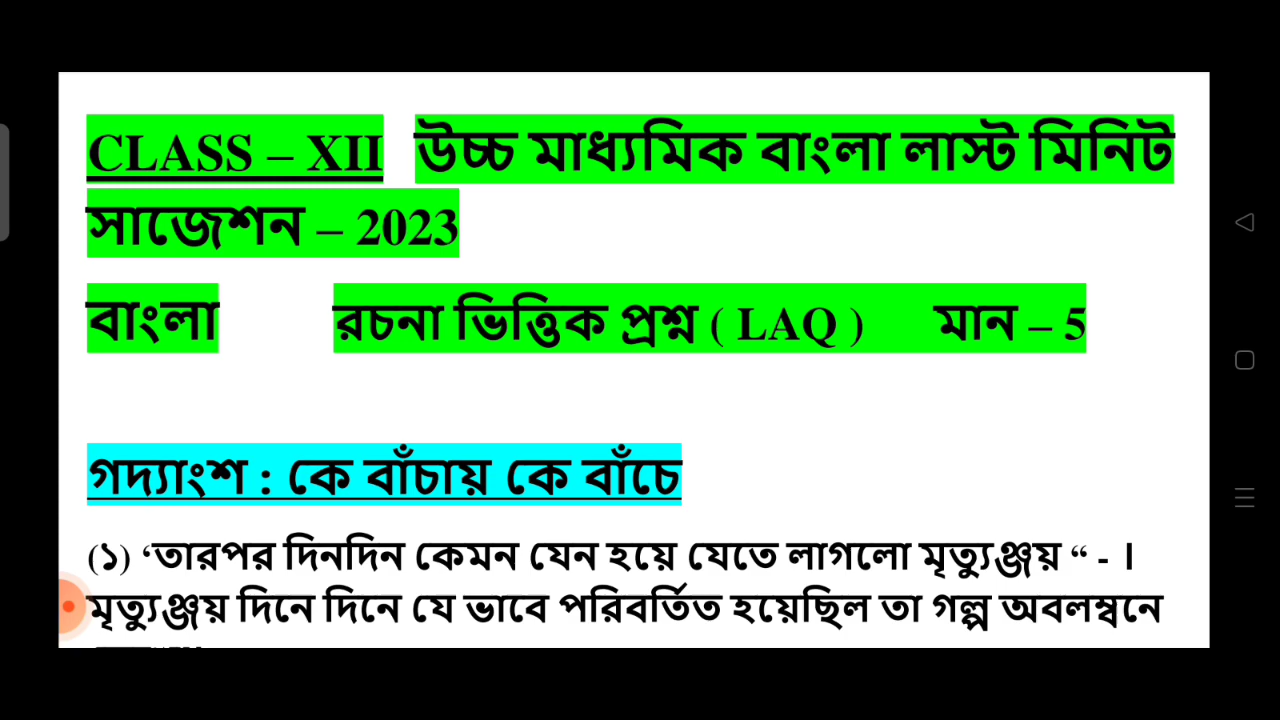 CLASS – XII উচ্চ মাধ্যমিক বাংলা লাস্ট মিনিট
সাজেশন – 2023
বাংলা রচনা ভিত্তিক প্রশ্ন ( LAQ ) মান – 5
গদ্যাংশ : কে বাঁচায় কে বাঁচে
(১) ‘তারপর দিনদিন কেমন যেন হয়ে যেতে লাগলো মৃত্যুঞ্জয় “ - ।
মৃত্যুঞ্জয় দিনে দিনে যে ভাবে পরিবর্তিত হয়েছিল তা গল্প অবলম্বনে